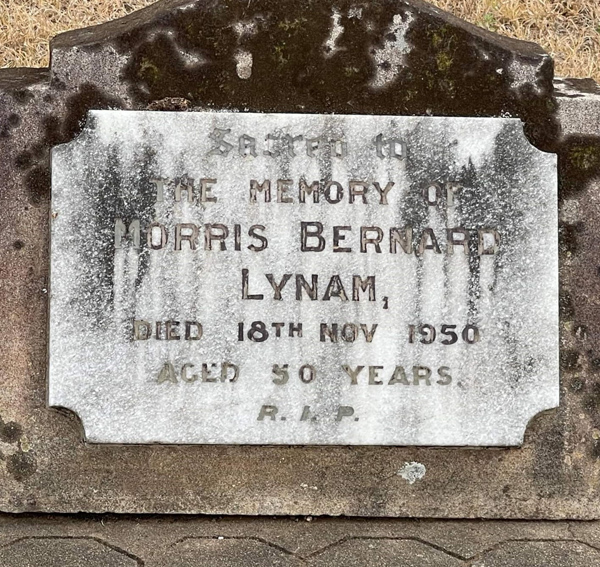 Sacred to
THE MEMORY OF
MORRIS BERNARD
LYNAM,
DIED 18TH NOV 1950
AGED 50 YEARS.
R. I. P.